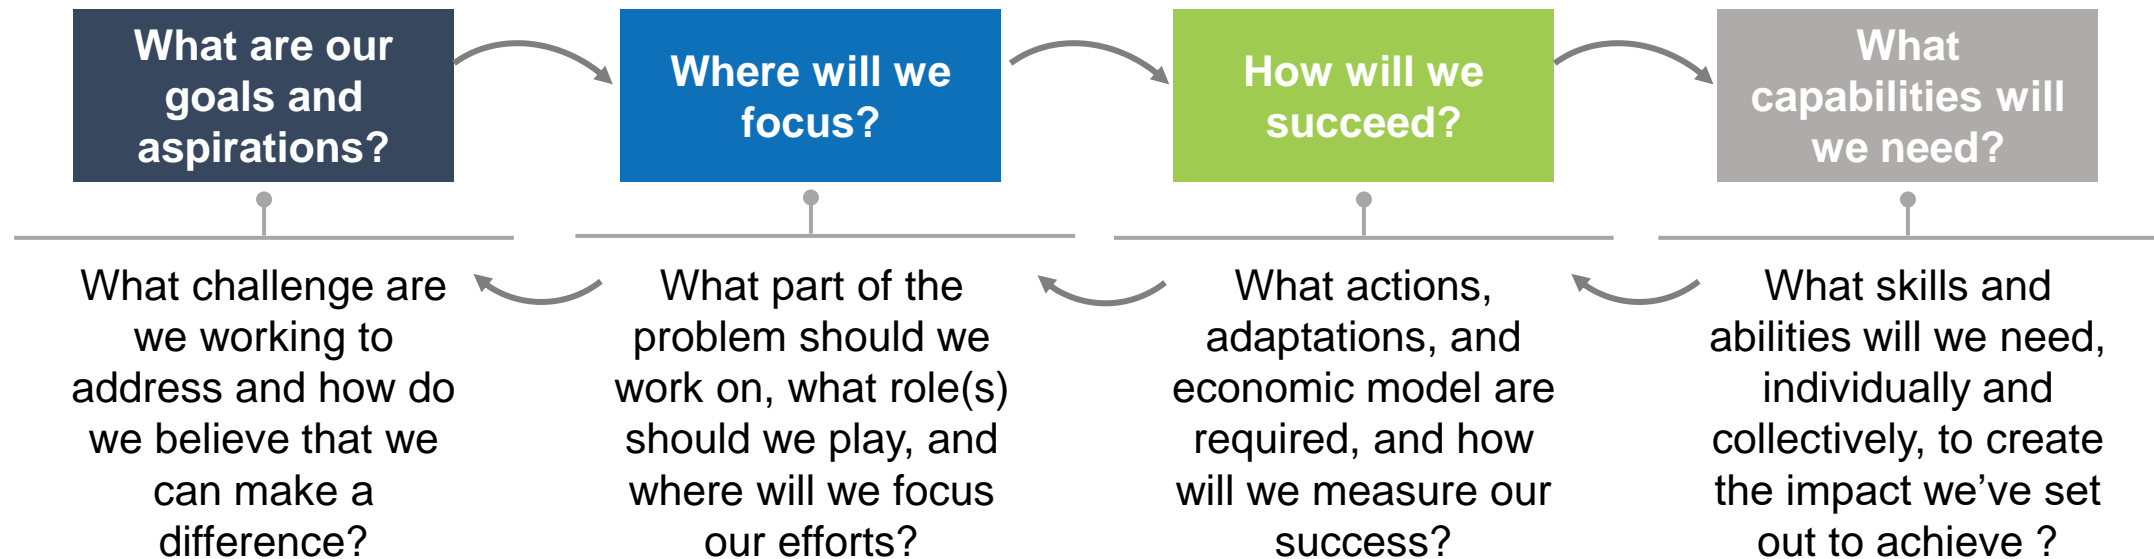 What are our
goals and
aspirations?
Where will we
focus?
How will we
succeed?
What
capabilities will
we need?
What challenge are
we working to
address and how do
we believe that we
can make a
difference?
What part of the
problem should we
work on, what role(s)
should we play, and
where will we focus
our efforts?
What actions,
adaptations, and
economic model are
required, and how
will we measure our
success?
What skills and
abilities will we need,
individually and
collectively, to create
the impact we’ve set
out to achieve ?